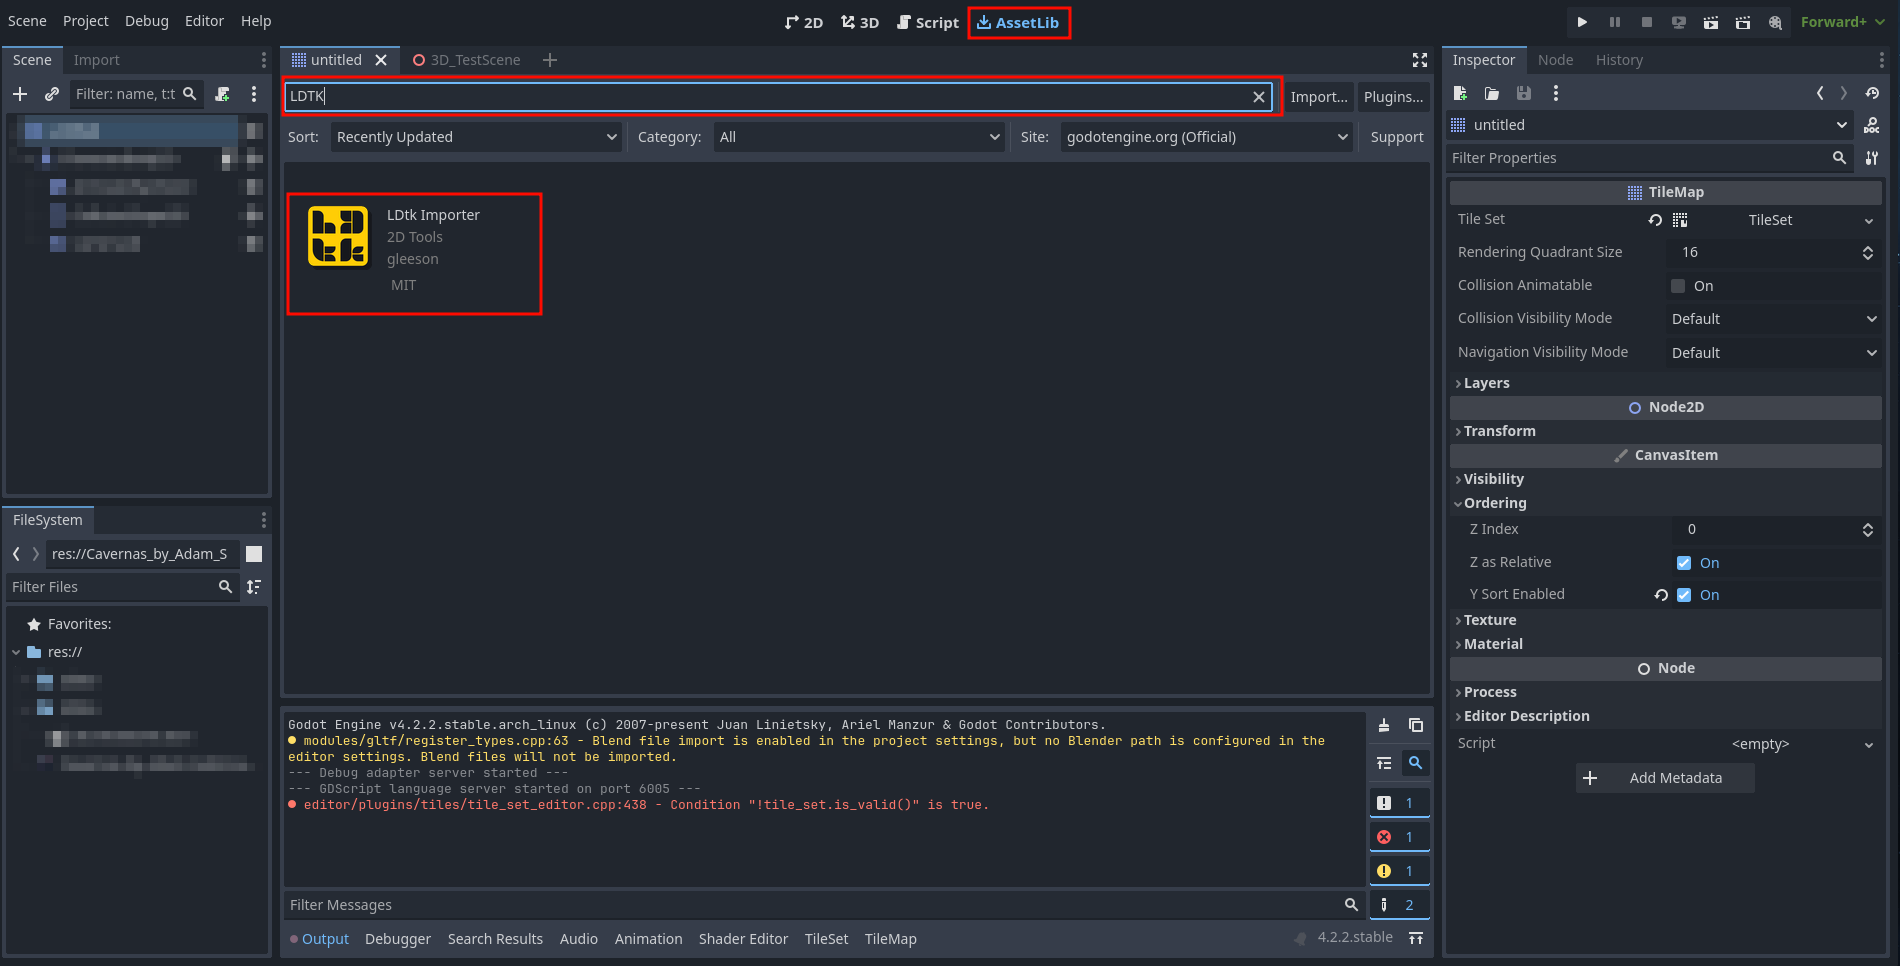 Scene Project Debug Editor Help
2D 3D Script AssetLib
Forward+
Scene Import
Filter: name, t:t
untitled 3D_TestScene
LDTK
Import... Plugins...
Sort: Recently Updated Category: All Site: godotengine.org (Official) Support
LDtk Importer
2D Tools
gleeson
MIT
FileSystem
res://Cavernas_by_Adam_S
Filter Files
Favorites:
res://
Godot Engine v4.2.2.stable.arch_linux (c) 2007-present Juan Linietsky, Ariel Manzur & Godot Contributors.
modules/gltf/register_types.cpp:63 - Blend file import is enabled in the project settings, but no Blender path is configured in the
editor settings. Blend files will not be imported.
--- Debug adapter server started ---
--- GDScript language server started on port 6005 ---
editor/plugins/tiles/tile_set_editor.cpp:438 - Condition "!tile_set.is_valid()" is true.
1
1
1
2
Filter Messages
Output Debugger Search Results Audio Animation Shader Editor TileSet TileMap
4.2.2.stable
Inspector Node History
untitled
DOC
Filter Properties
TileMap
Tile Set TileSet
Rendering Quadrant Size 16
Collision Animatable On
Collision Visibility Mode Default
Navigation Visibility Mode Default
Layers
Node2D
Transform
CanvasItem
Visibility
Ordering
Z Index 0
Z as Relative On
Y Sort Enabled On
Texture
Material
Node
Process
Editor Description
Script <empty>
Add Metadata